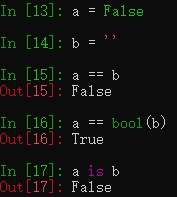 In [13]: a = False
In [14]: b = ''
In [15]: a == b
Out[15]: False
In [16]: a == bool(b)
Out[16]: True
In [17]: a is b
Out[17]: False